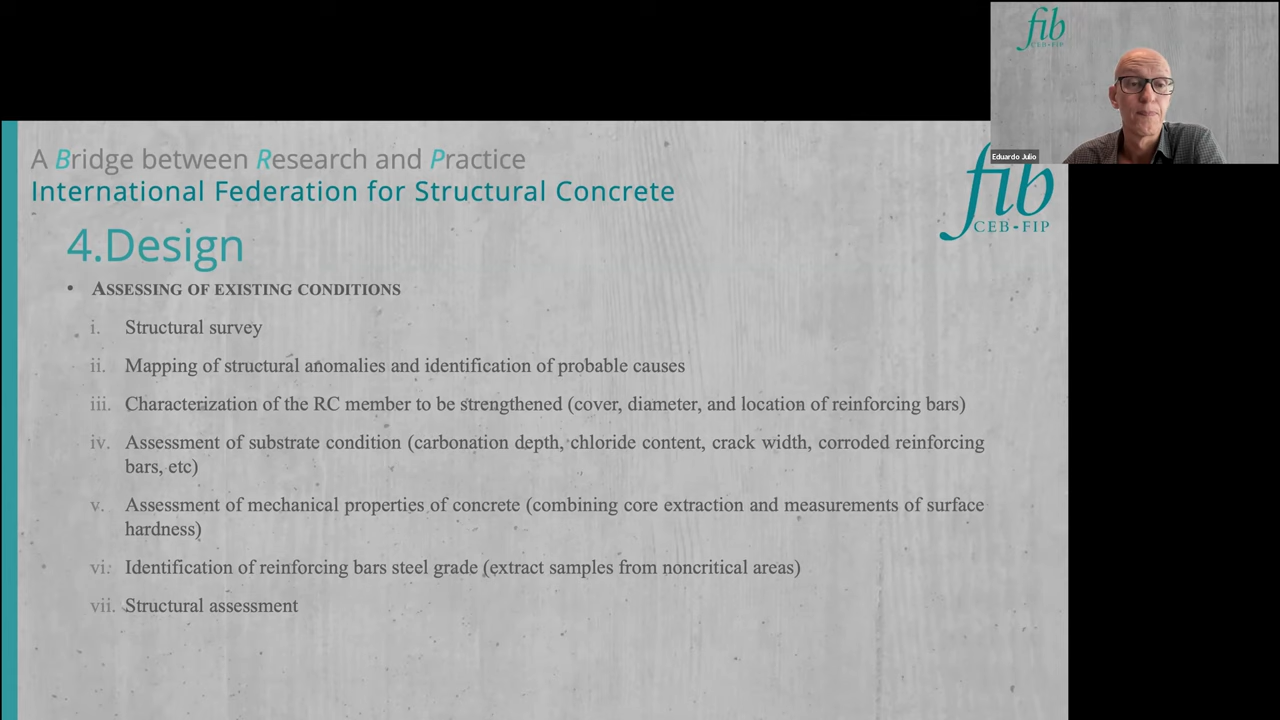 fib
CEB-FIP
Eduardo Julio
A Bridge between Research and Practice
International Federation for Structural Concrete
fib
CEB-FIP
4.Design
• ASSESSING OF EXISTING CONDITIONS
i. Structural survey
ii. Mapping of structural anomalies and identification of probable causes
iii. Characterization of the RC member to be strengthened (cover, diameter, and location of reinforcing bars)
iv. Assessment of substrate condition (carbonation depth, chloride content, crack width, corroded reinforcing
bars, etc)
v. Assessment of mechanical properties of concrete (combining core extraction and measurements of surface
hardness)
vi. Identification of reinforcing bars steel grade (extract samples from noncritical areas)
vii. Structural assessment